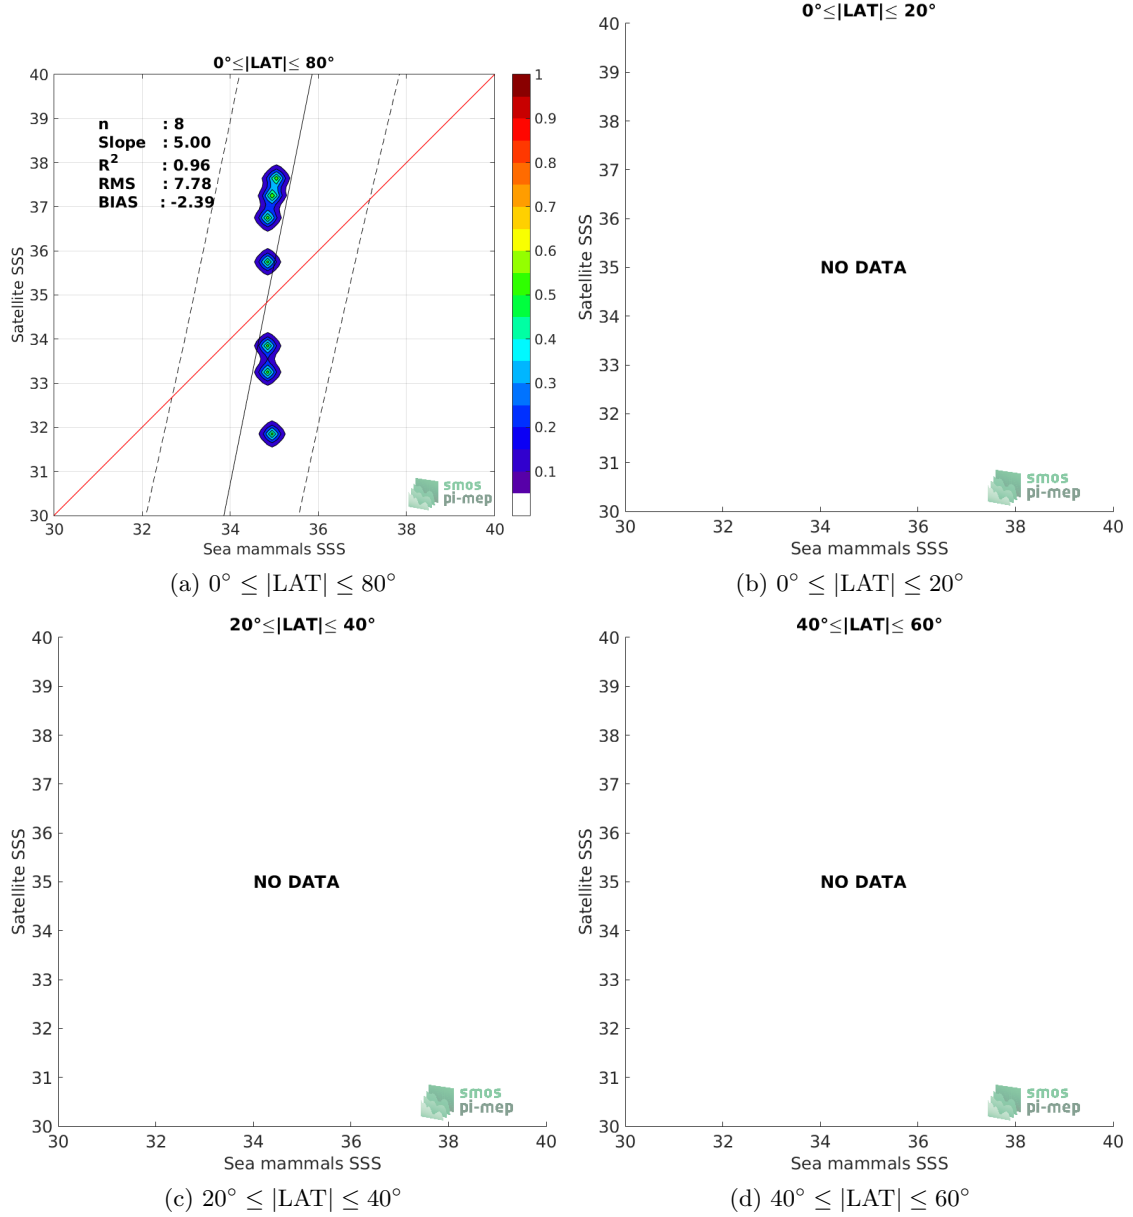 0°≤|LAT|≤ 80°
40
39
38
37
36
35
34
33
32
31
30
Satellite SSS
n : 8
Slope : 5.00
R² : 0.96
RMS : 7.78
BIAS : -2.39
smos
pi-mep
30 32 34 36 38 40
Sea mammals SSS
1
0.9
0.8
0.7
0.6
0.5
0.4
0.3
0.2
0.1
(a) 0° ≤ |LAT| ≤ 80°
0°≤|LAT|≤ 20°
40
39
38
37
36
35
34
33
32
31
30
Satellite SSS
NO DATA
smos
pi-mep
30 32 34 36 38 40
Sea mammals SSS
(b) 0° ≤ |LAT| ≤ 20°
20°≤|LAT|≤ 40°
40
39
38
37
36
35
34
33
32
31
30
Satellite SSS
NO DATA
smos
pi-mep
30 32 34 36 38 40
Sea mammals SSS
(c) 20° ≤ |LAT| ≤ 40°
40°≤|LAT|≤ 60°
40
39
38
37
36
35
34
33
32
31
30
Satellite SSS
NO DATA
smos
pi-mep
30 32 34 36 38 40
Sea mammals SSS
(d) 40° ≤ |LAT| ≤ 60°